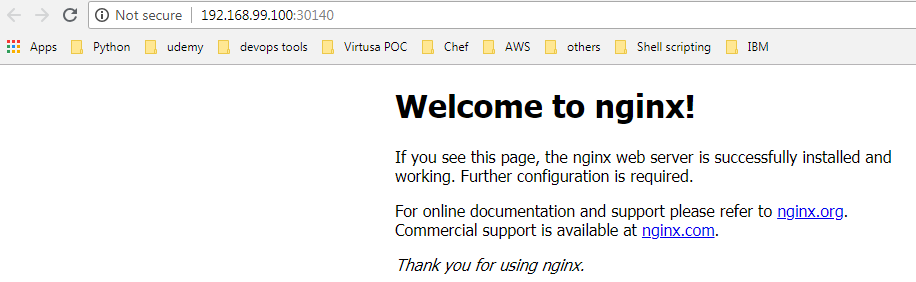 Not secure | 192.168.99.100:30140
Apps Python udemy devops tools Virtusa POC Chef AWS others Shell scripting IBM
Welcome to nginx!
If you see this page, the nginx web server is successfully installed and
working. Further configuration is required.
For online documentation and support please refer to nginx.org.
Commercial support is available at nginx.com.
Thank you for using nginx.